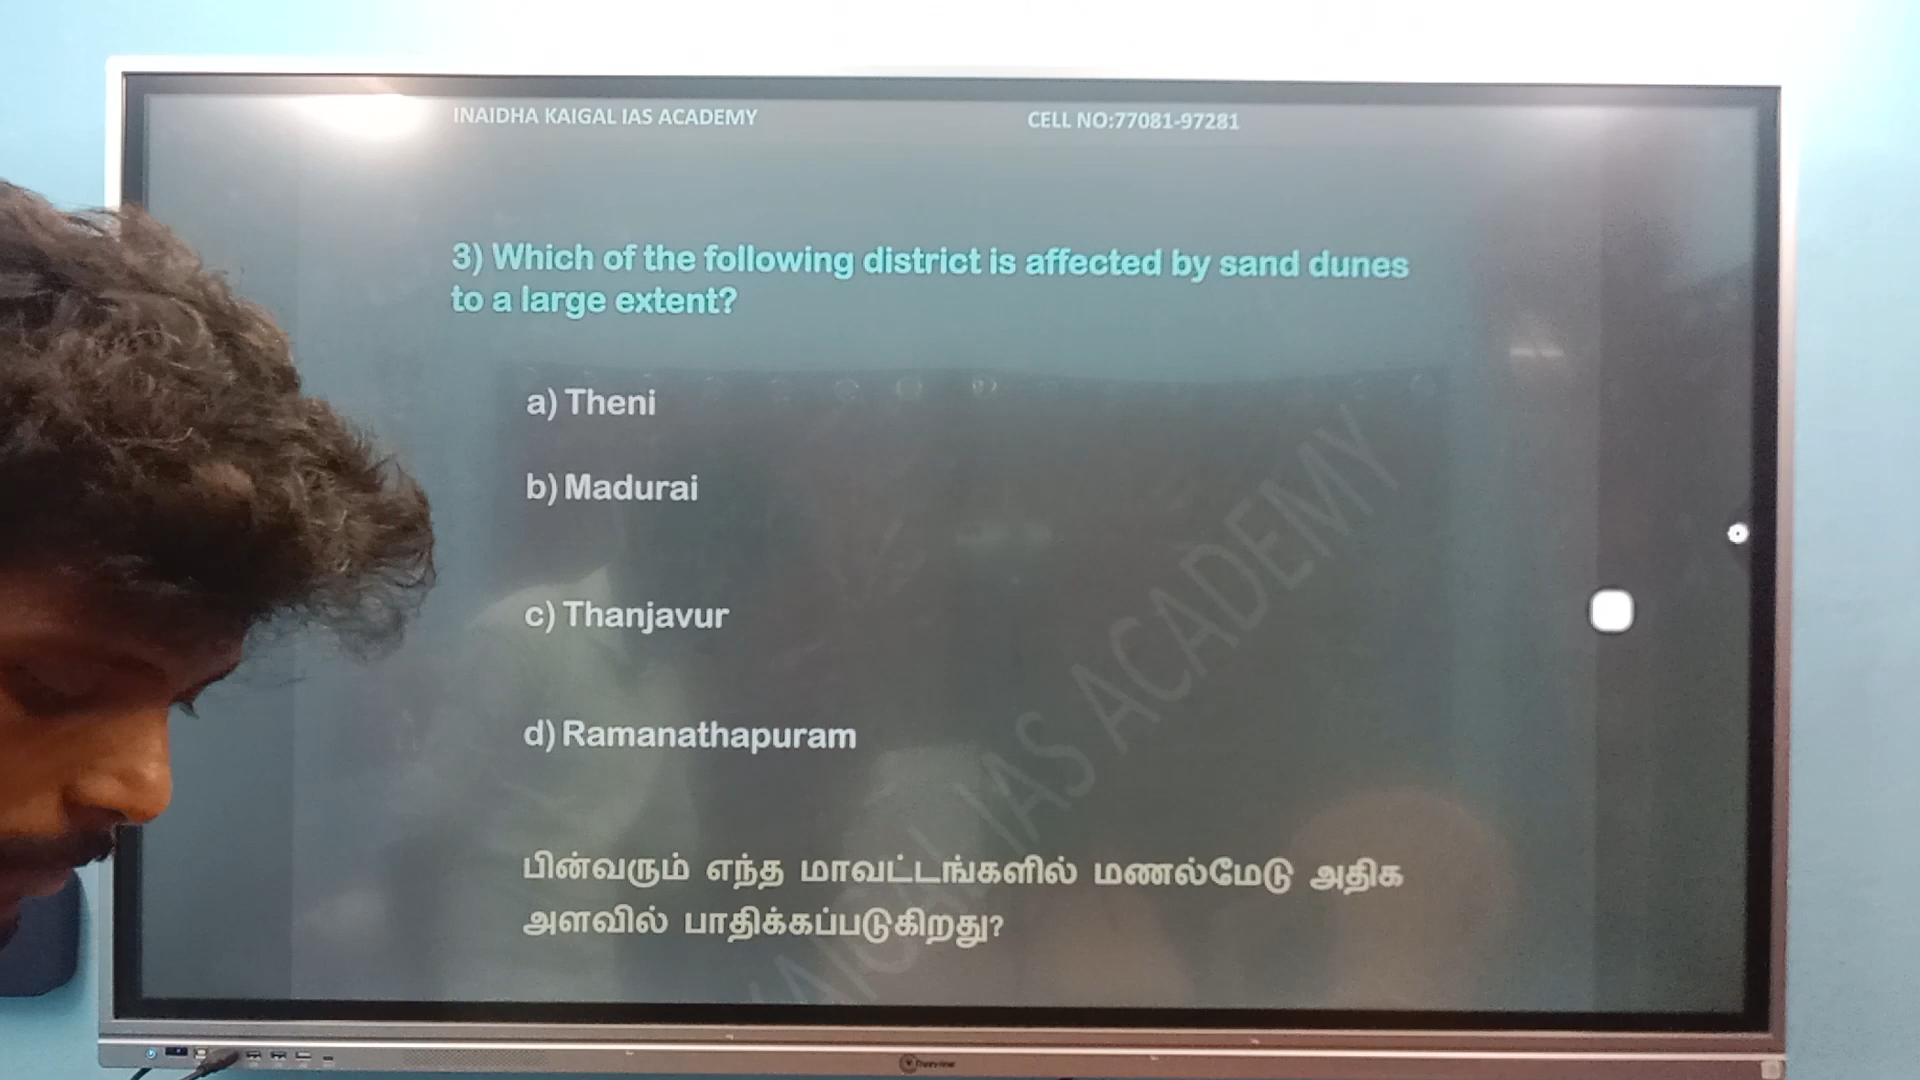 INAIDHA KAIGAL IAS ACADEMY
CELL NO:77081-97281
3) Which of the following district is affected by sand dunes
to a large extent?
a) Theni
b) Madurai
c) Thanjavur
d) Ramanathapuram
பின்வரும் எந்த மாவட்டங்களில் மணல்மேடு அதிக
அளவில் பாதிக்கப்படுகிறது?
KAIGAL IAS ACADEMY